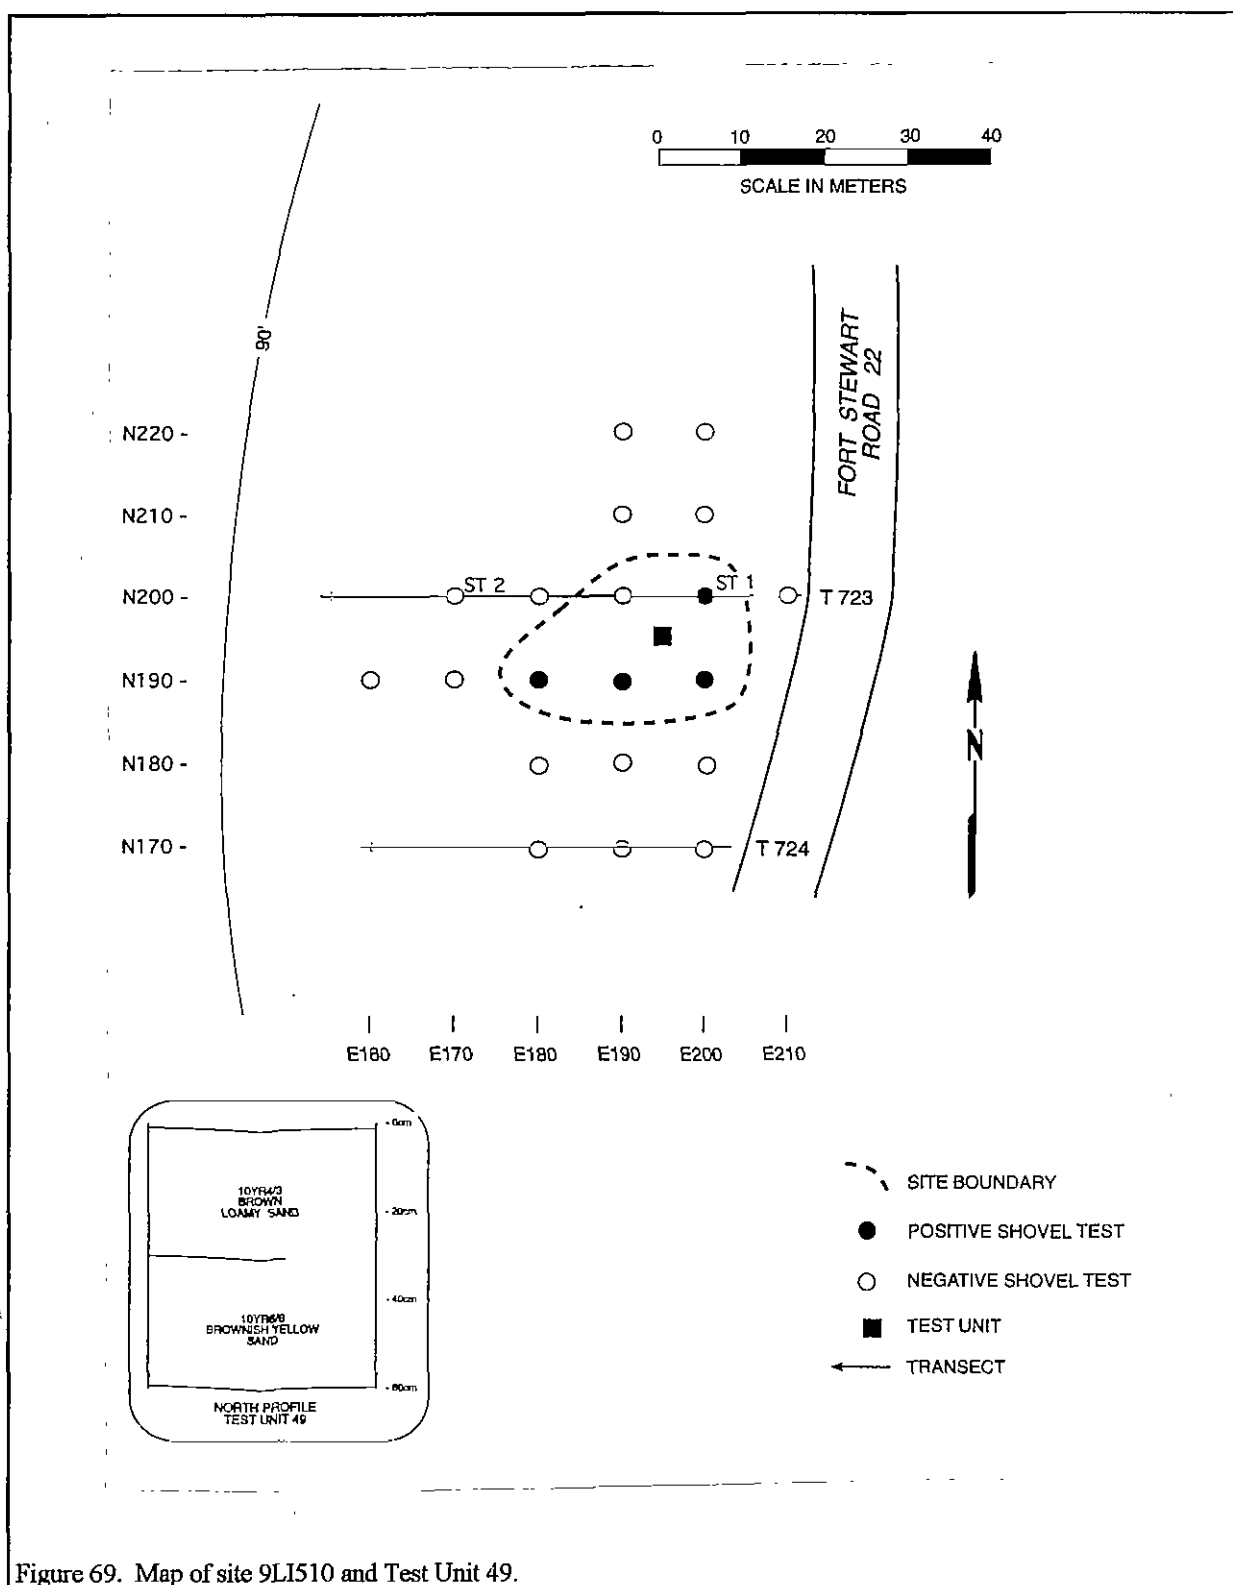 0 10 20 30 40
SCALE IN METERS
90'
FORT STEWART
ROAD 22
N220 -
N210 -
ST 2
ST 1
N200 -
T 723
N190 -
N180 -
N170 -
T 724
N
E180 E170 E180 E190 E200 E210
- 0cm
10YR4/3
BROWN
LOAMY SAND
- 20cm
- 40cm
10YR6/8
BROWNISH YELLOW
SAND
- 60cm
NORTH PROFILE
TEST UNIT 49
SITE BOUNDARY
POSITIVE SHOVEL TEST
NEGATIVE SHOVEL TEST
TEST UNIT
TRANSECT
Figure 69. Map of site 9LI510 and Test Unit 49.